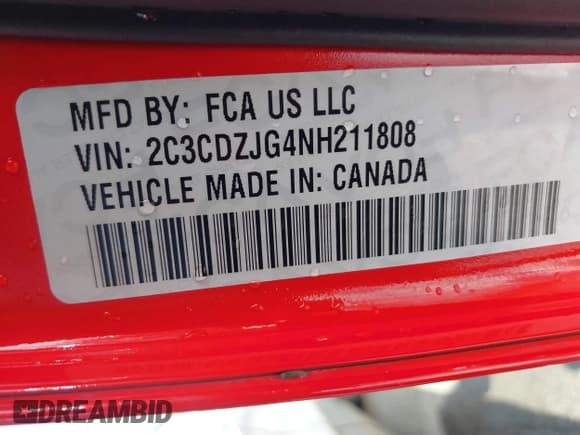 MFD BY: FCA US LLC
VIN: 2C3CDZJG4NH211808
VEHICLE MADE IN: CANADA
DREAMBID